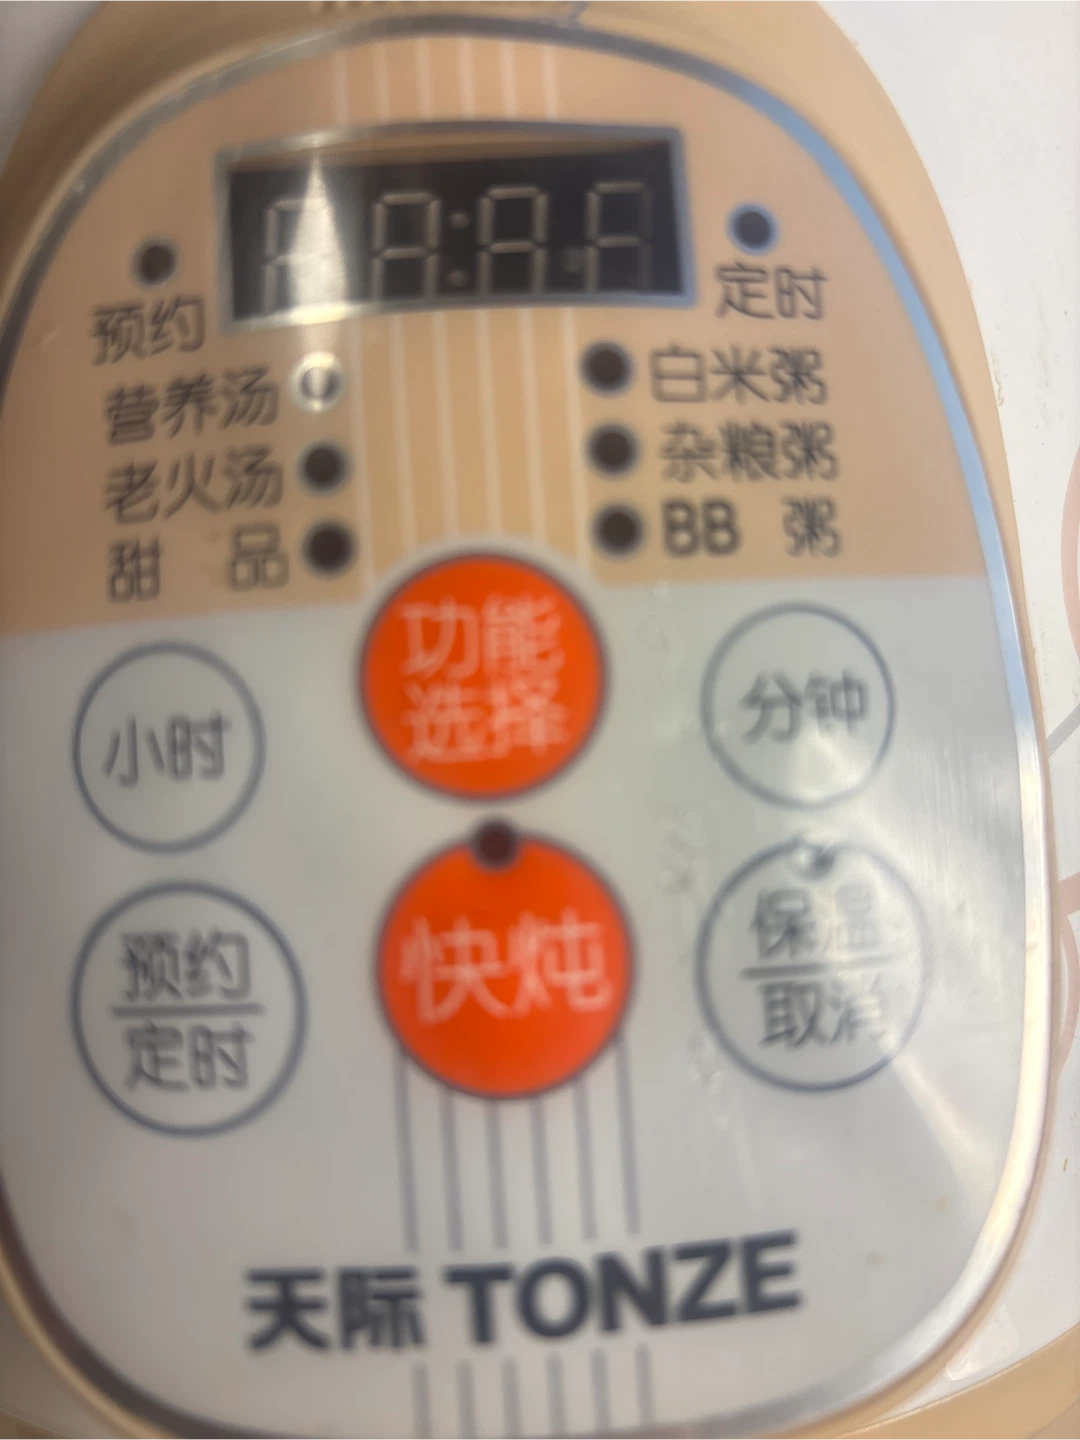 预约
定时
营养汤
白米粥
老火汤
杂粮粥
甜 品
BB 粥
功能
选择
小时
分钟
快炖
预约
定时
保温
取消
天际 TONZE